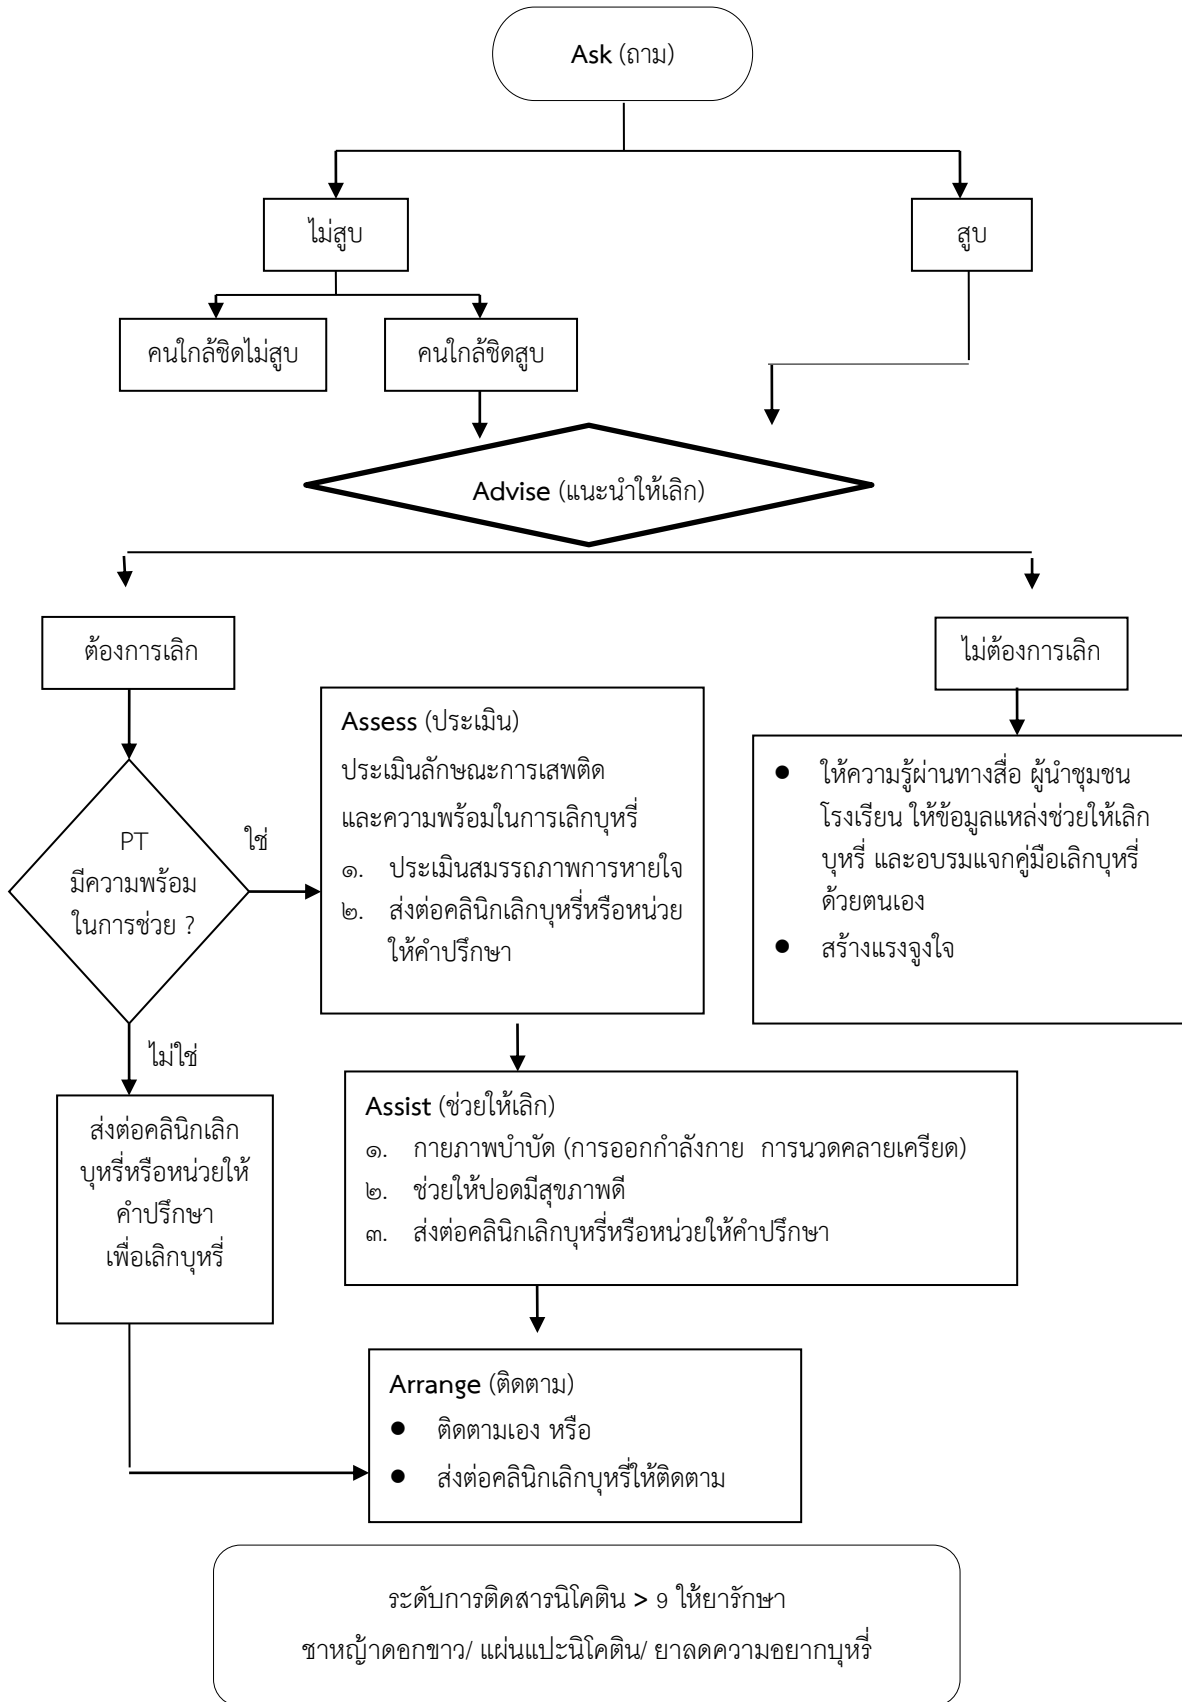 Ask (ถาม)
ไม่สูบ
สูบ
คนใกล้ชิดไม่สูบ
คนใกล้ชิดสูบ
Advise (แนะนำให้เลิก)
ต้องการเลิก
ไม่ต้องการเลิก
PT
มีความพร้อม
ในการช่วย ?
ใช่
Assess (ประเมิน)
ประเมินลักษณะการเสพติด
และความพร้อมในการเลิกบุหรี่
๑. ประเมินสมรรถภาพการหายใจ
๒. ส่งต่อคลินิกเลิกบุหรี่หรือหน่วย
ให้คำปรึกษา
● ให้ความรู้ผ่านทางสื่อ ผู้นำชุมชน
โรงเรียน ให้ข้อมูลแหล่งช่วยให้เลิก
บุหรี่ และอบรมแจกคู่มือเลิกบุหรี่
ด้วยตนเอง
● สร้างแรงจูงใจ
ไม่ใช่
ส่งต่อคลินิกเลิก
บุหรี่หรือหน่วยให้
คำปรึกษา
เพื่อเลิกบุหรี่
Assist (ช่วยให้เลิก)
๑. กายภาพบำบัด (การออกกำลังกาย การนวดคลายเครียด)
๒. ช่วยให้ปอดมีสุขภาพดี
๓. ส่งต่อคลินิกเลิกบุหรี่หรือหน่วยให้คำปรึกษา
Arrange (ติดตาม)
● ติดตามเอง หรือ
● ส่งต่อคลินิกเลิกบุหรี่ให้ติดตาม
ระดับการติดสารนิโคติน > 9 ให้ยารักษา
ชาหญ้าดอกขาว/ แผ่นแปะนิโคติน/ ยาลดความอยากบุหรี่